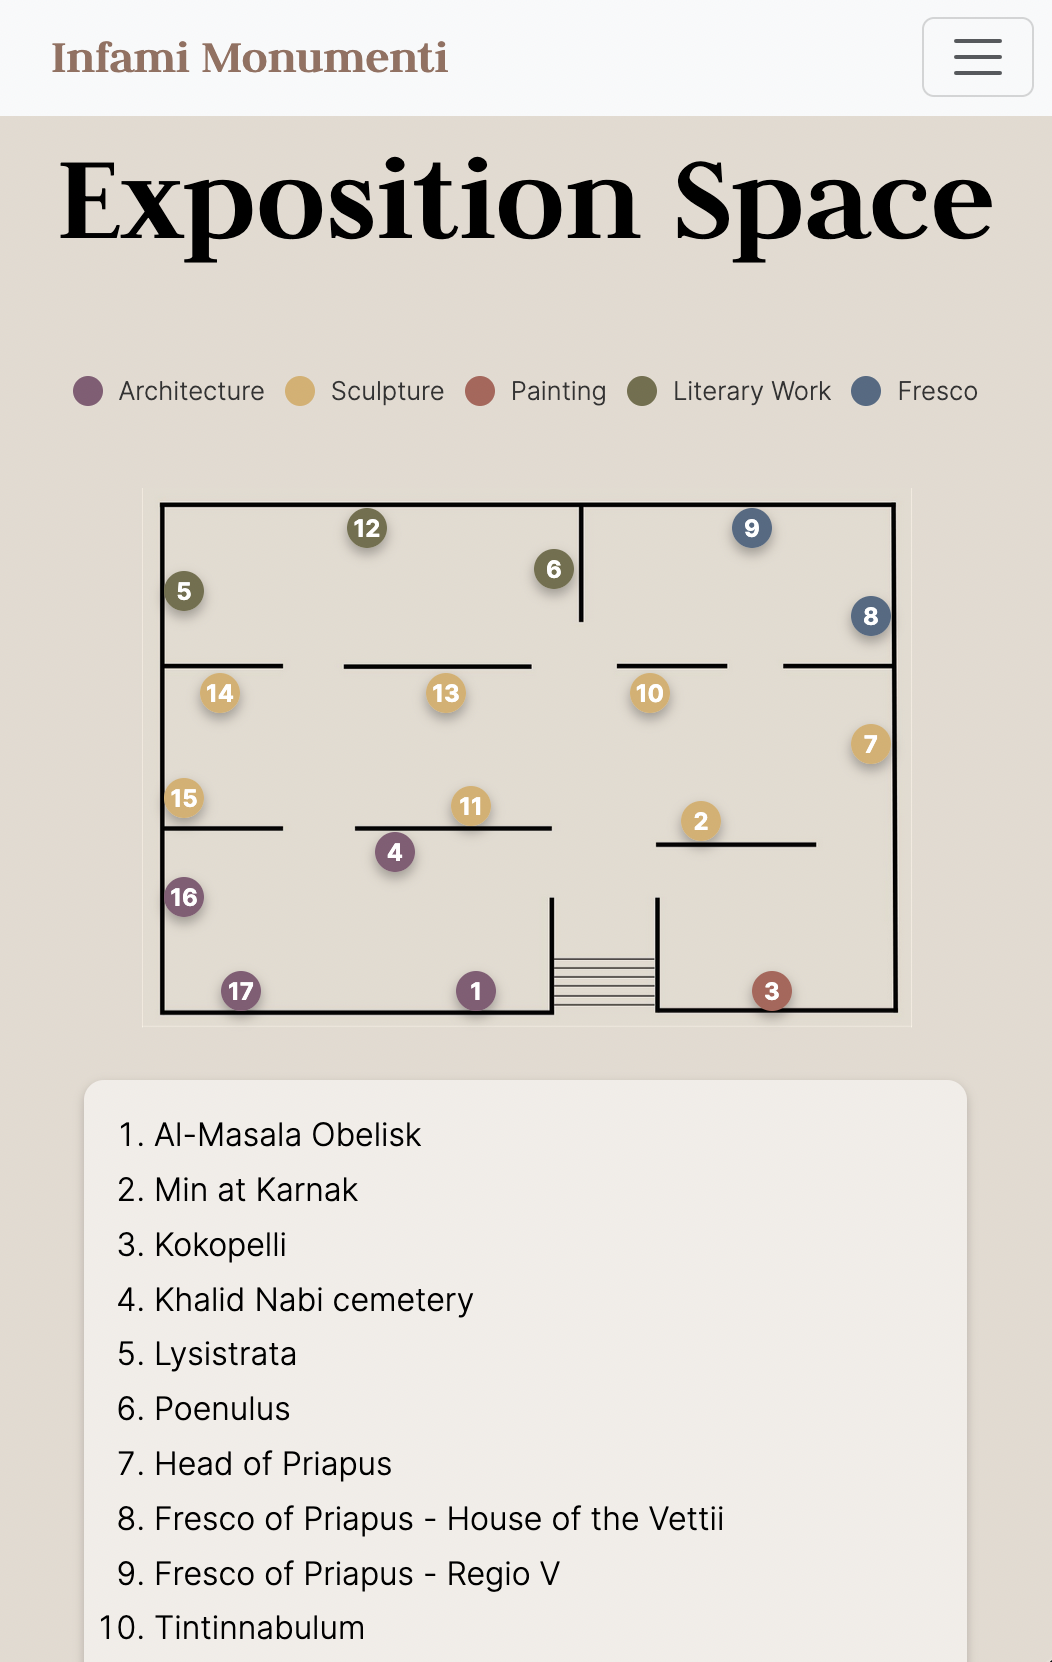 Infami Monumenti
Exposition Space
Architecture Sculpture Painting Literary Work Fresco
12 9
6
5
8
14 13 10
7
15 11
2
4
16
17 1 3
1. Al-Masala Obelisk
2. Min at Karnak
3. Kokopelli
4. Khalid Nabi cemetery
5. Lysistrata
6. Poenulus
7. Head of Priapus
8. Fresco of Priapus - House of the Vettii
9. Fresco of Priapus - Regio V
10. Tintinnabulum